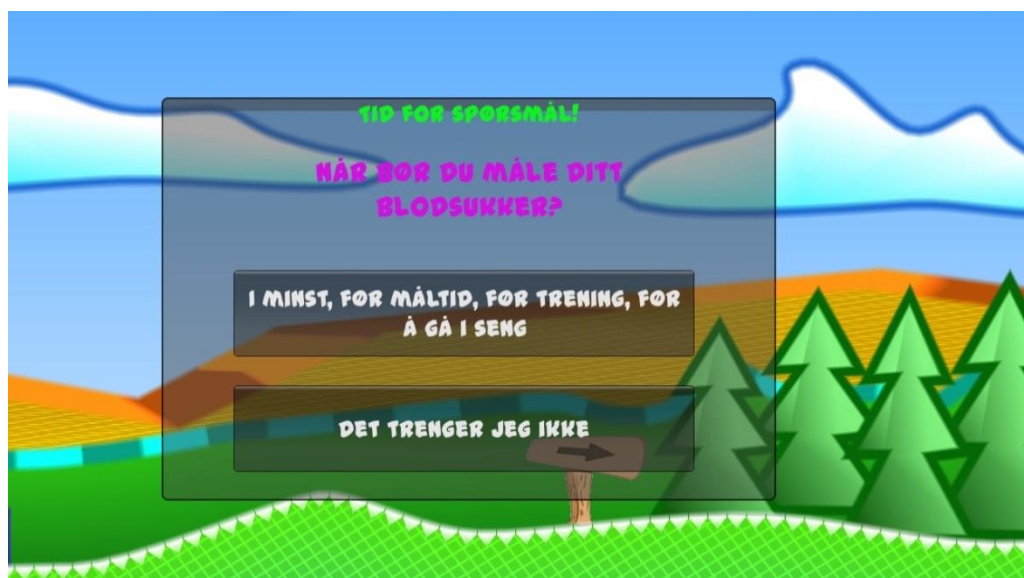 TID FOR SPØRSMÅL!
NÅR BØR DU MÅLE DITT
BLODSUKKER?
I MINST, FØR MÅLTID, FØR TRENING, FØR
Å GÅ I SENG
DET TRENGER JEG IKKE